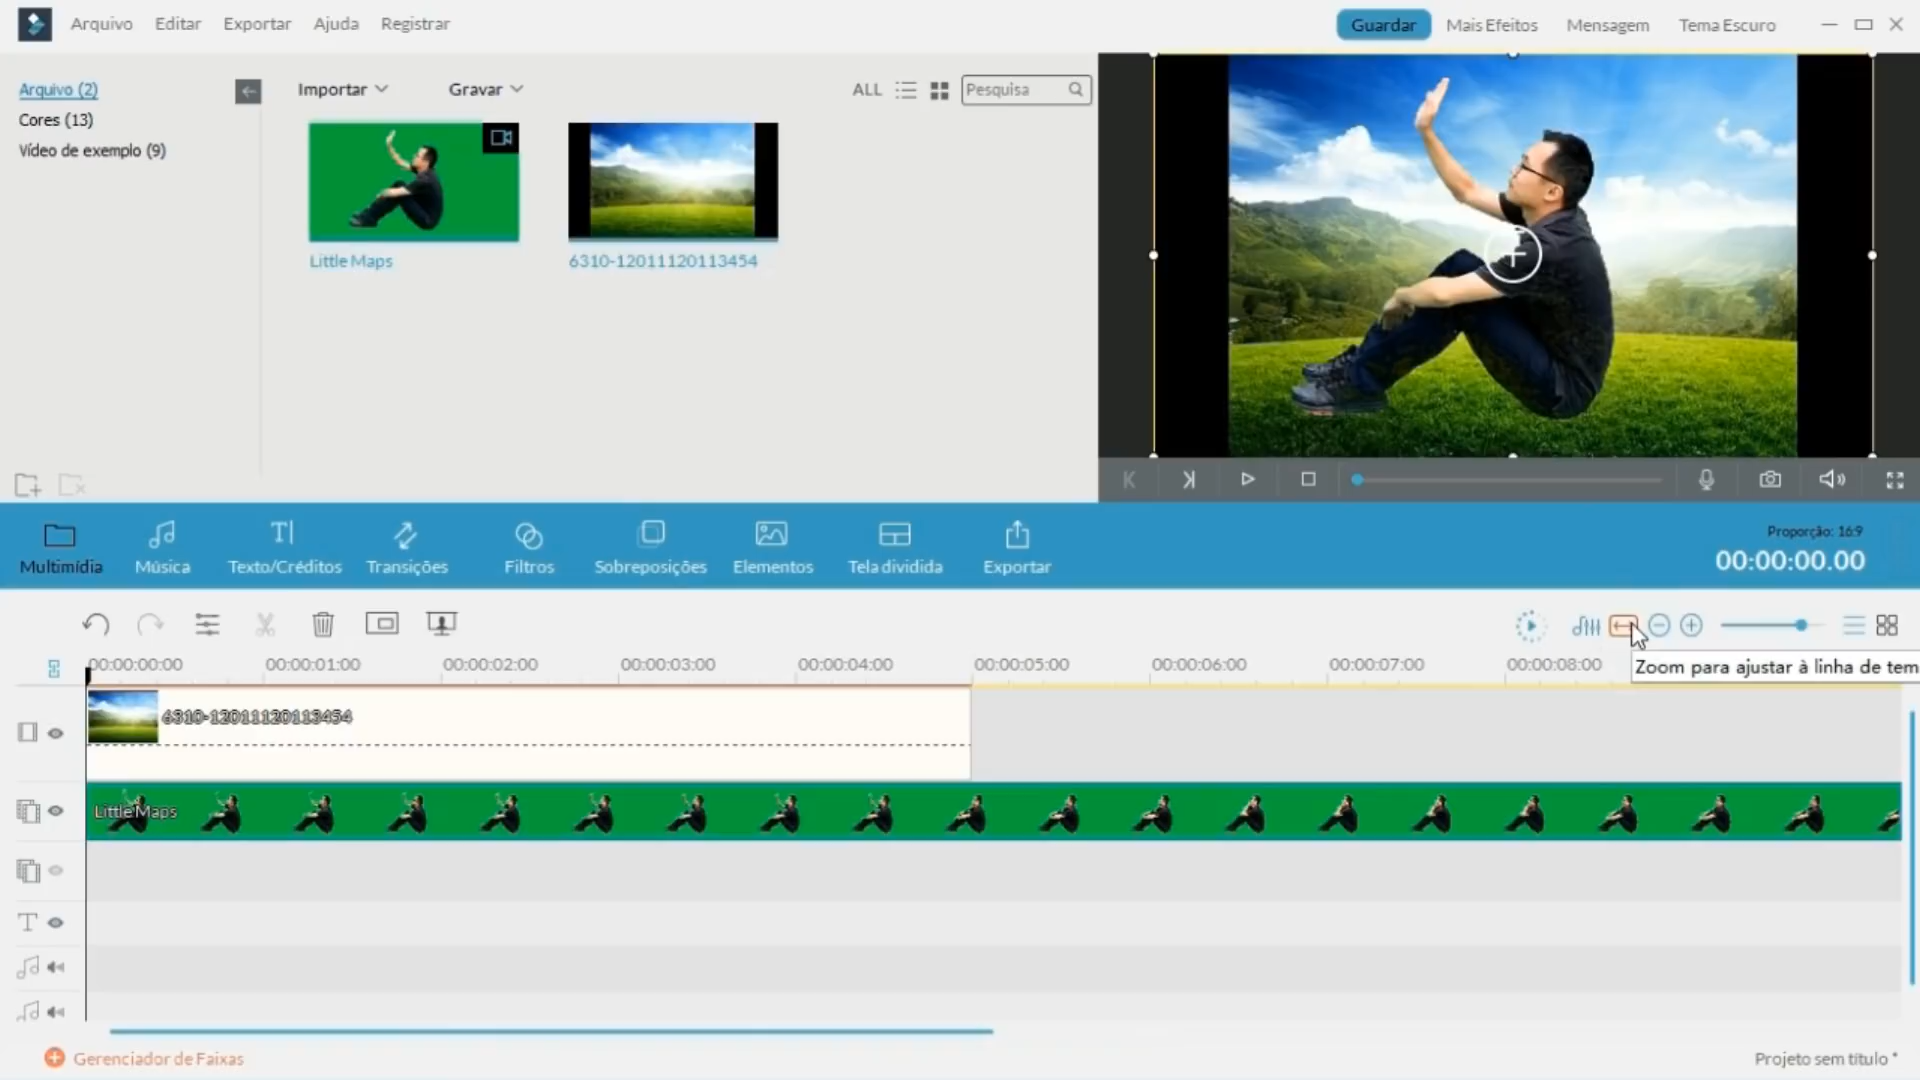 Arquivo Editar Exportar Ajuda Registrar Guardar Mais Efeitos Mensagem Tema Escuro
Arquivo (2)
Cores (13)
Vídeo de exemplo (9)
Importar Gravar ALL Pesquisa
Little Maps 6310-12011120113454
Multimídia Música Texto/Créditos Transições Filtros Sobreposições Elementos Tela dividida Exportar
Proporção: 16:9
00:00:00.00
00:00:00:00 00:00:01:00 00:00:02:00 00:00:03:00 00:00:04:00 00:00:05:00 00:00:06:00 00:00:07:00 00:00:08:00
Zoom para ajustar à linha de tem
6310-12011120113454
Little Maps
Gerenciador de Faixas Projeto sem título *